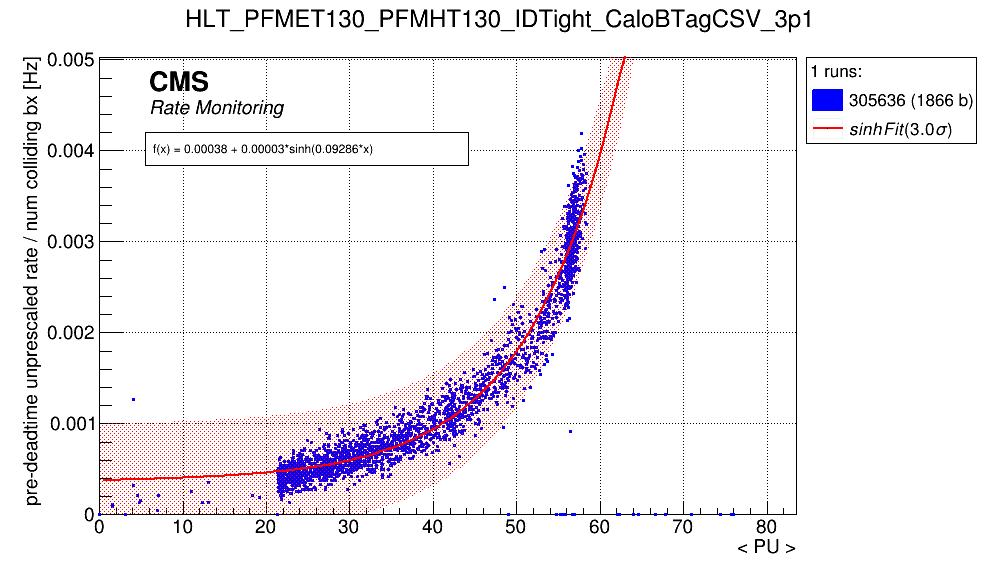 HLT_PFMET130_PFMHT130_IDTight_CaloBTagCSV_3p1
pre-deadtime unprescaled rate / num colliding bx [Hz]
0.005
0.004
0.003
0.002
0.001
0
CMS
Rate Monitoring
f(x) = 0.00038 + 0.00003*sinh(0.09286*x)
1 runs:
305636 (1866 b)
sinhFit(3.0σ)
0 10 20 30 40 50 60 70 80
< PU >